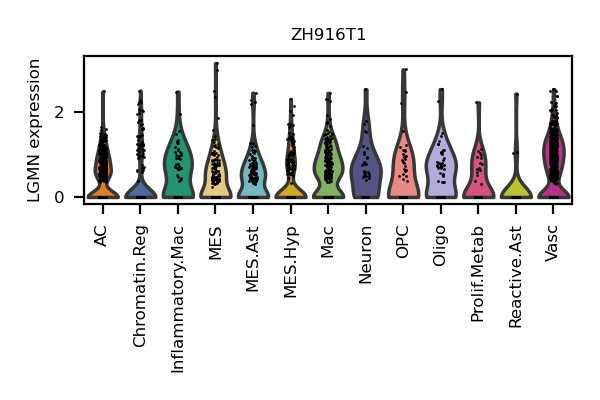 ZH916T1
LGMN expression
2
0
AC
Chromatin.Reg
Inflammatory.Mac
MES
MES.Ast
MES.Hyp
Mac
Neuron
OPC
Oligo
Prolif.Metab
Reactive.Ast
Vasc